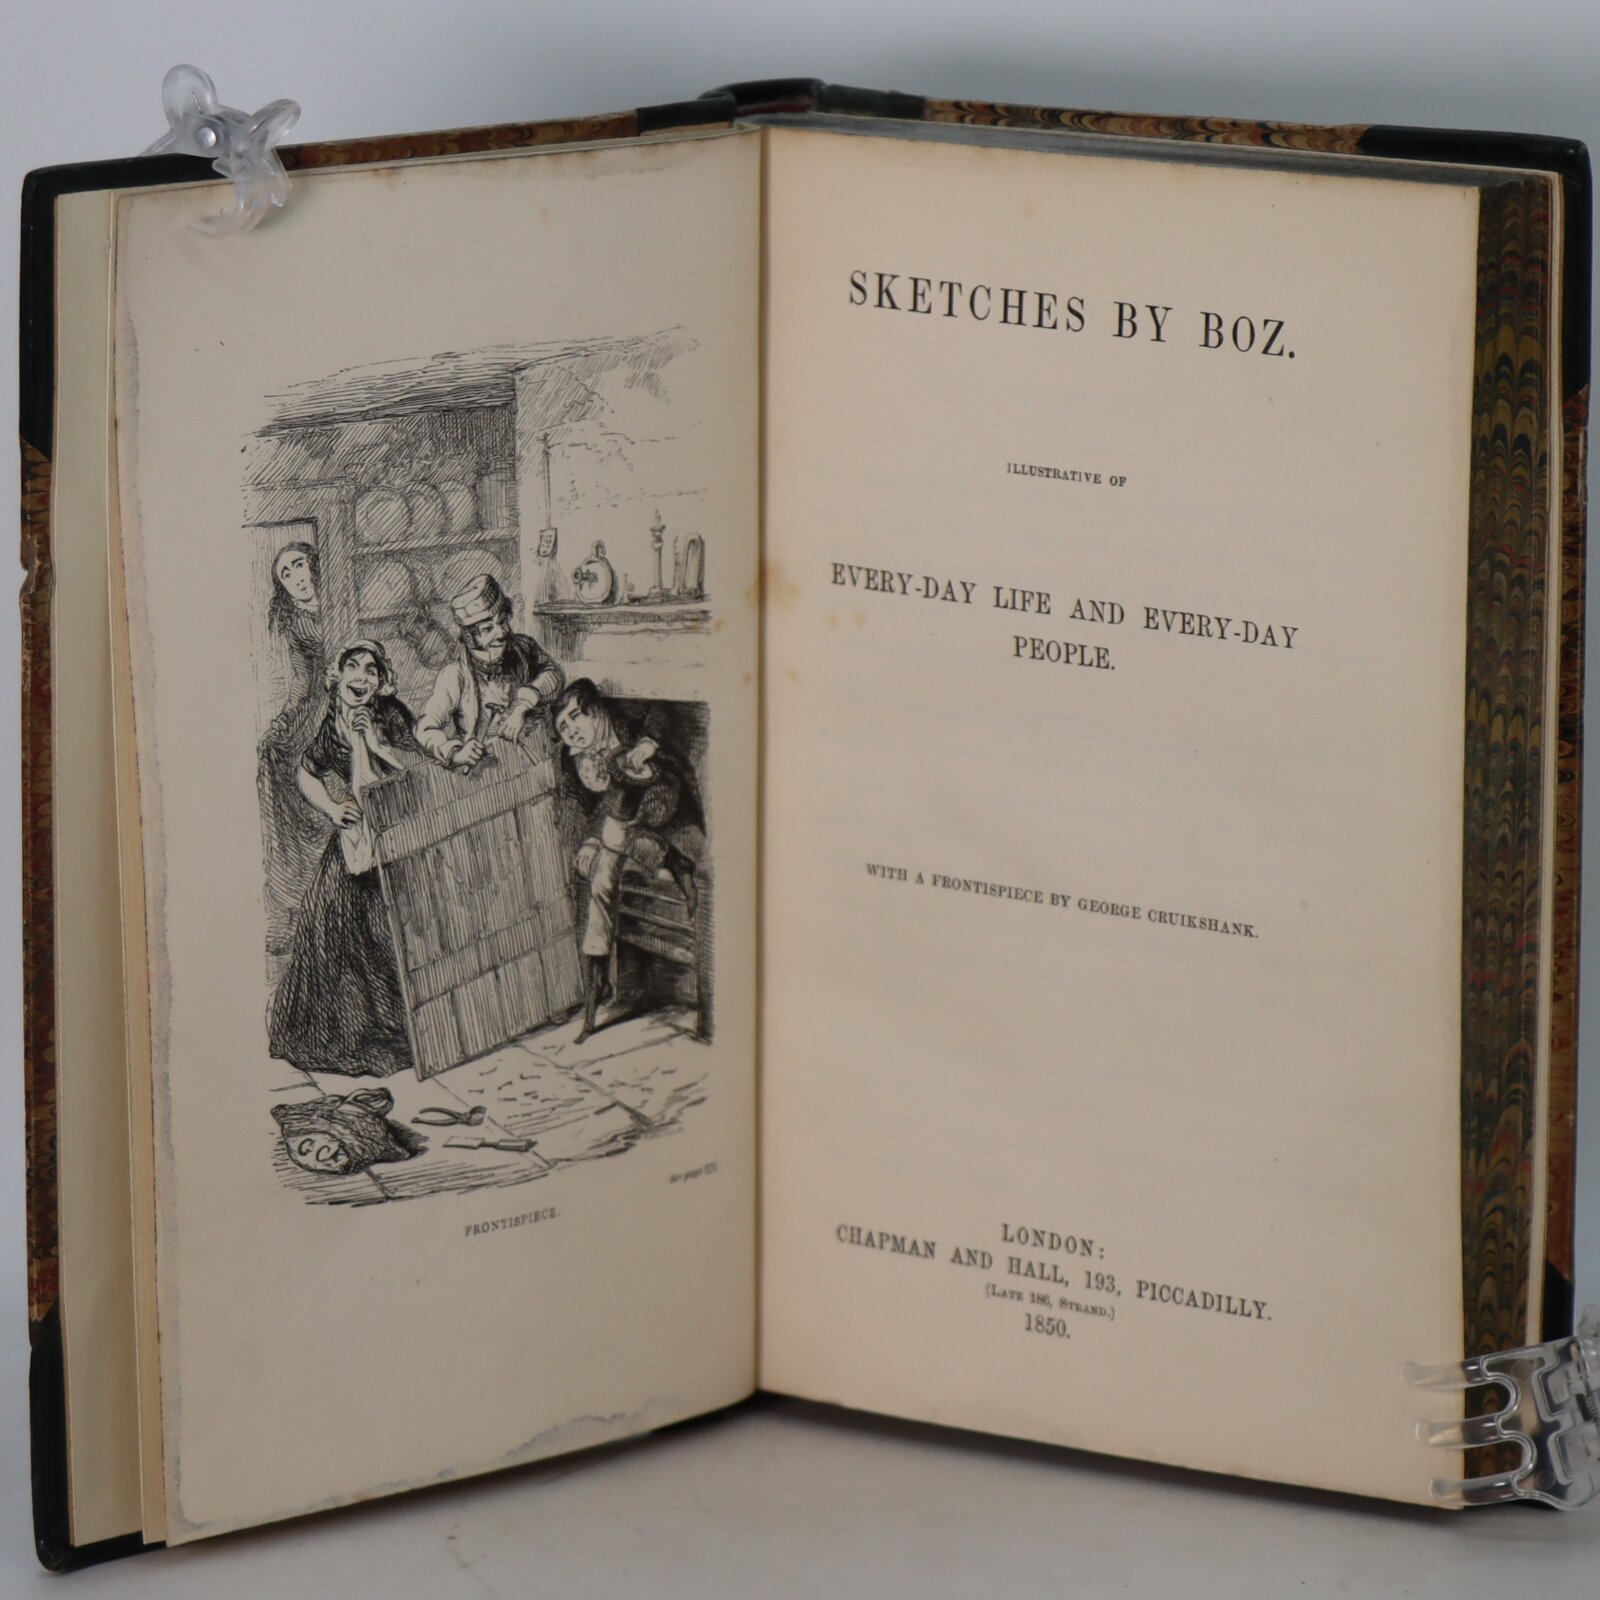 GCK
FRONTISPIECE.
SKETCHES BY BOZ.
ILLUSTRATIVE OF
EVERY-DAY LIFE AND EVERY-DAY
PEOPLE.
WITH A FRONTISPIECE BY GEORGE CRUIKSHANK.
LONDON:
CHAPMAN AND HALL, 193, PICCADILLY.
(LATE 186, STRAND.)
1850.